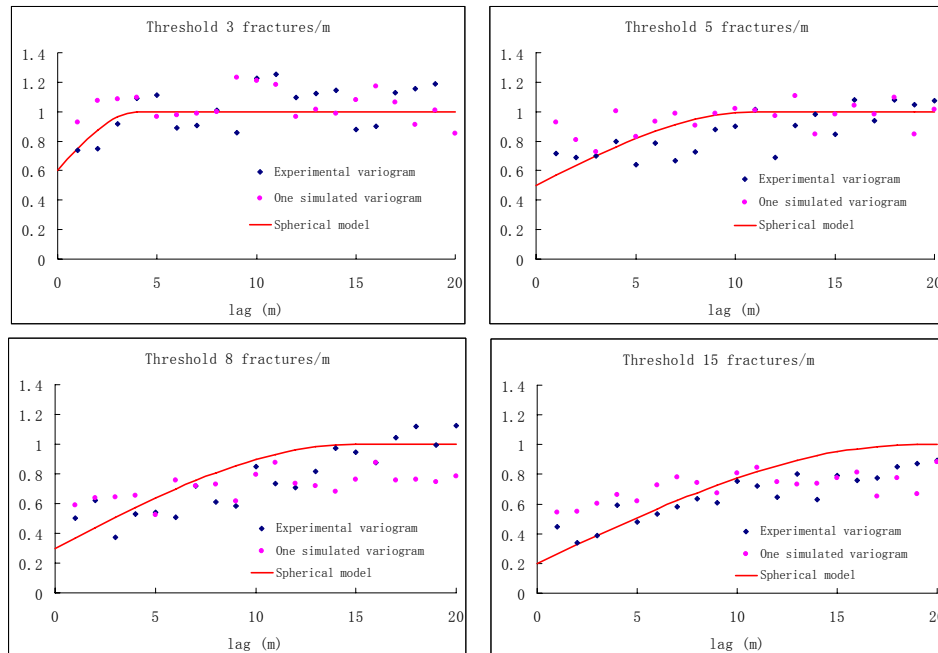 Threshold 3 fractures/m
1.4
1.2
1
0.8
0.6
0.4
0.2
0
Experimental variogram
One simulated variogram
Spherical model
0 5 10 15 20
lag (m)
Threshold 5 fractures/m
1.4
1.2
1
0.8
0.6
0.4
0.2
0
Experimental variogram
One simulated variogram
Spherical model
0 5 10 15 20
lag (m)
Threshold 8 fractures/m
1.4
1.2
1
0.8
0.6
0.4
0.2
0
Experimental variogram
One simulated variogram
Spherical model
0 5 10 15 20
lag (m)
Threshold 15 fractures/m
1.4
1.2
1
0.8
0.6
0.4
0.2
0
Experimental variogram
One simulated variogram
Spherical model
0 5 10 15 20
lag (m)